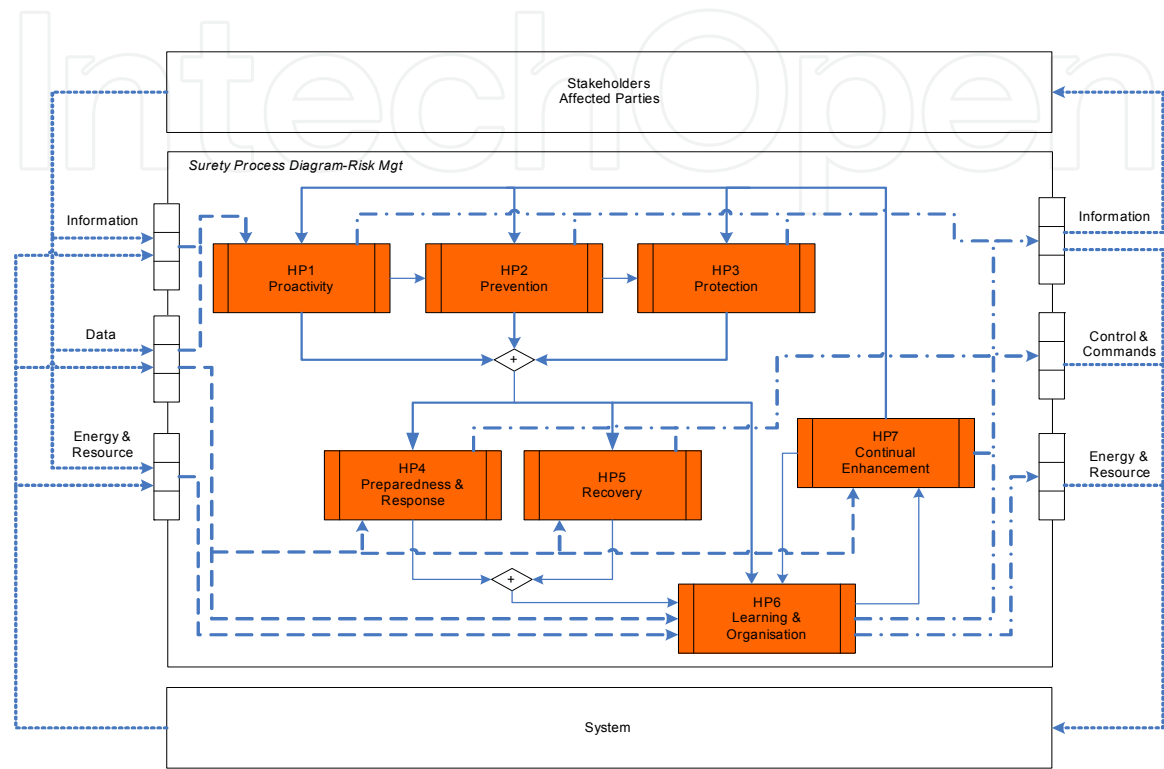 IntechOpen
Stakeholders
Affected Parties
Surety Process Diagram-Risk Mgt
Information
Information
HP1
Proactivity
HP2
Prevention
HP3
Protection
Data
Control &
Commands
+
Energy &
Resource
HP4
Preparedness &
Response
HP5
Recovery
HP7
Continual
Enhancement
Energy &
Resource
+
HP6
Learning &
Organisation
System